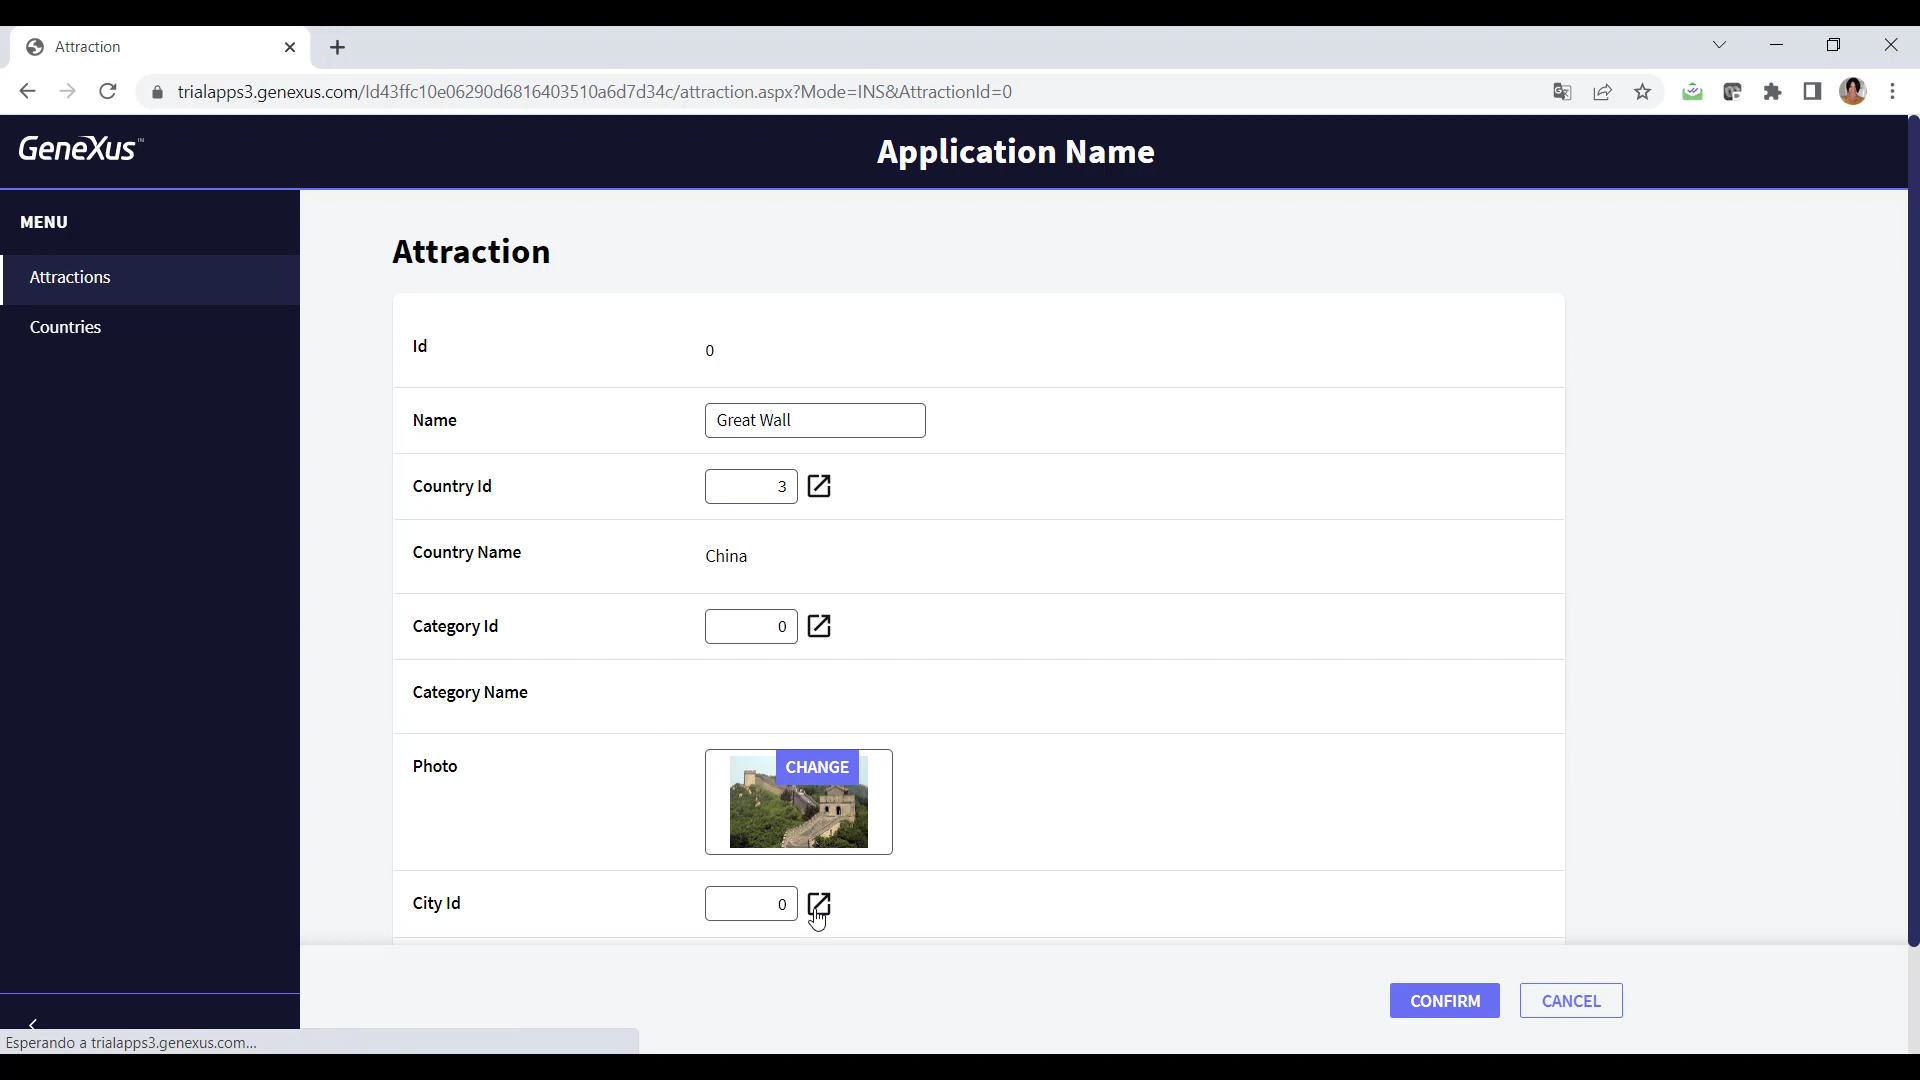 Attraction
trialapps3.genexus.com/Id43ffc10e06290d6816403510a6d7d34c/attraction.aspx?Mode=INS&AttractionId=0
GeneXus™
Application Name
MENU
Attractions
Countries
Attraction
Id 0
Name Great Wall
Country Id 3
Country Name China
Category Id 0
Category Name
Photo CHANGE
City Id 0
CONFIRM CANCEL
Esperando a trialapps3.genexus.com...